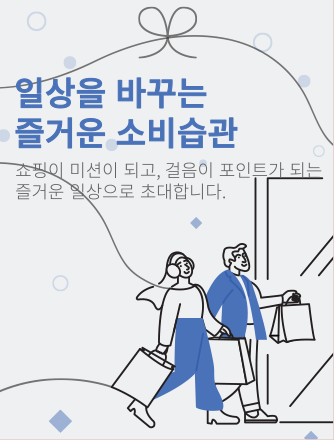 일상을 바꾸는
즐거운 소비습관
쇼핑이 미션이 되고, 걸음이 포인트가 되는
즐거운 일상으로 초대합니다.